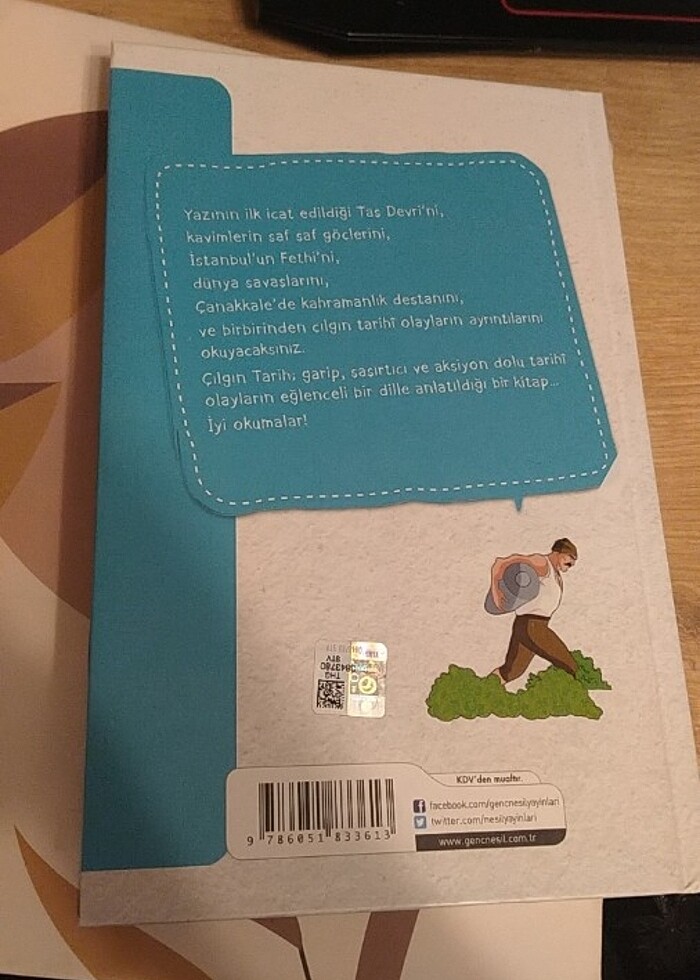 Yazının ilk icat edildiği Taş Devri'ni,
kavimlerin saf saf göçlerini,
İstanbul'un Fethi'ni,
dünya savaşlarını,
Çanakkale'de kahramanlık destanını,
ve birbirinden çılgın tarihî olayların ayrıntılarını
okuyacaksınız.
Çılgın Tarih; garip, şaşırtıcı ve aksiyon dolu tarihî
olayların eğlenceli bir dille anlatıldığı bir kitap...
İyi okumalar!
THG
0843780
BTV
KDV'den muaftır.
facebook.com/gencnesilyayinlari
twitter.com/nesilyayinlari
www.gencnesil.com.tr
9 786051 833613